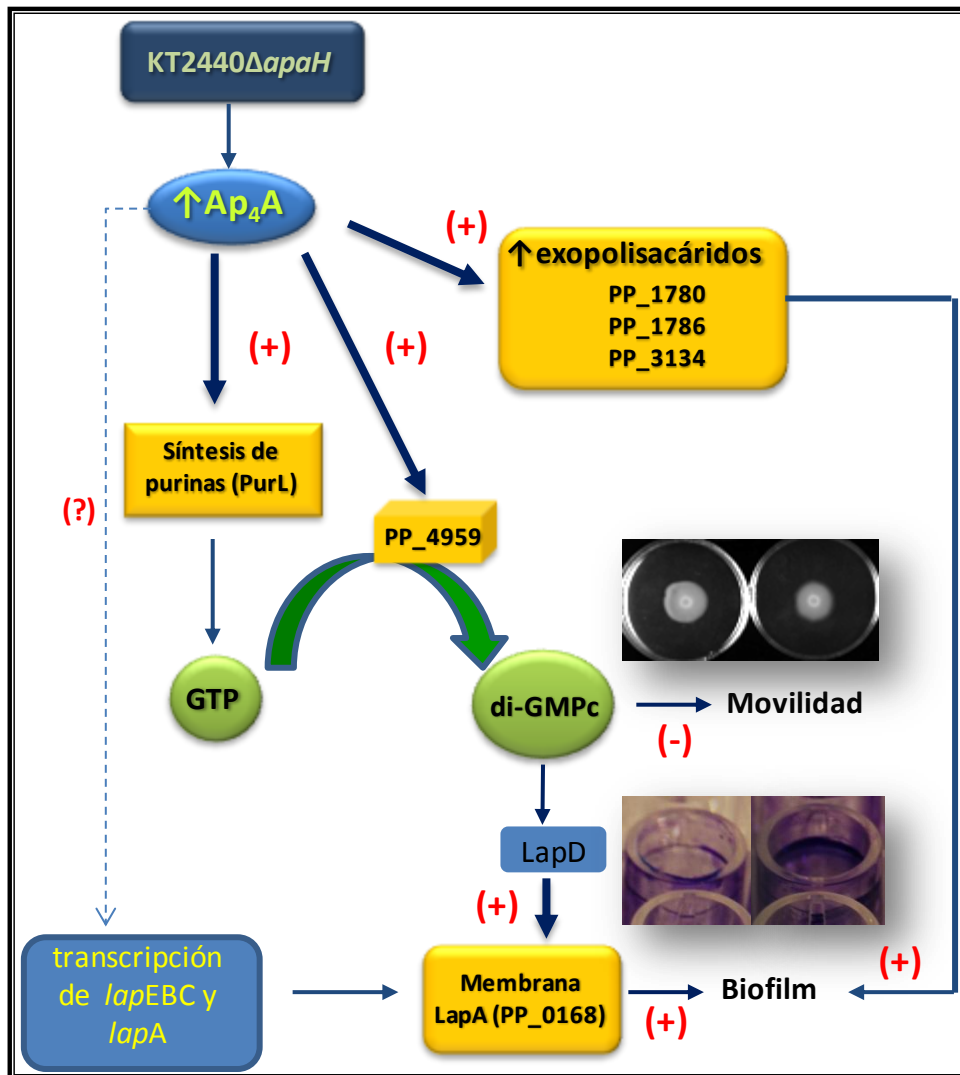 KT2440ΔapaH
↑Ap₄A
(+)
↑exopolisacáridos
PP_1780
PP_1786
PP_3134
(+)
(+)
Síntesis de
purinas (PurL)
(?)
PP_4959
GTP
di-GMPc
Movilidad
(-)
LapD
(+)
transcripción
de lapEBC y
lapA
Membrana
LapA (PP_0168)
(+)
Biofilm
(+)